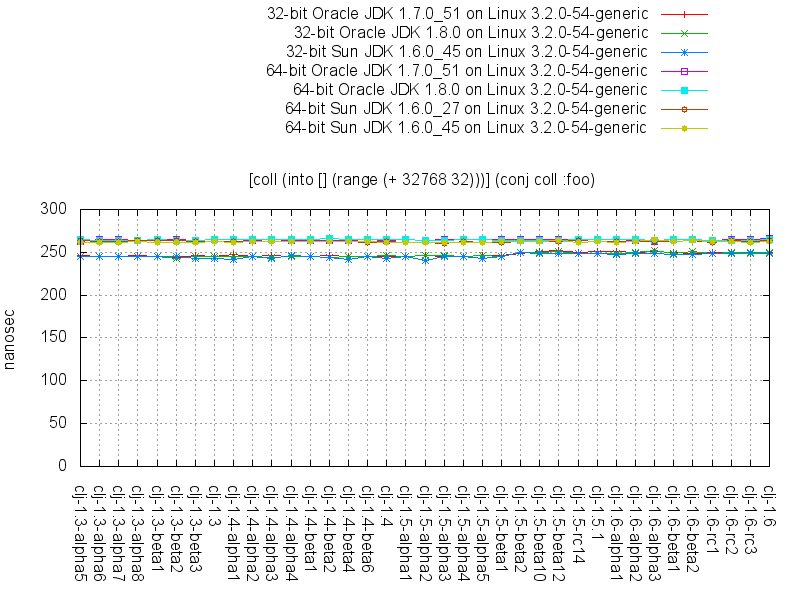 32-bit Oracle JDK 1.7.0_51 on Linux 3.2.0-54-generic
32-bit Oracle JDK 1.8.0 on Linux 3.2.0-54-generic
32-bit Sun JDK 1.6.0_45 on Linux 3.2.0-54-generic
64-bit Oracle JDK 1.7.0_51 on Linux 3.2.0-54-generic
64-bit Oracle JDK 1.8.0 on Linux 3.2.0-54-generic
64-bit Sun JDK 1.6.0_27 on Linux 3.2.0-54-generic
64-bit Sun JDK 1.6.0_45 on Linux 3.2.0-54-generic
[coll (into [] (range (+ 32768 32)))] (conj coll :foo)
300
250
200
150
100
50
0
nanosec
clj-1.3-alpha5
clj-1.3-alpha6
clj-1.3-alpha7
clj-1.3-alpha8
clj-1.3-beta1
clj-1.3-beta2
clj-1.3-beta3
clj-1.3
clj-1.4-alpha1
clj-1.4-alpha2
clj-1.4-alpha3
clj-1.4-alpha4
clj-1.4-beta1
clj-1.4-beta2
clj-1.4-beta4
clj-1.4-beta6
clj-1.4
clj-1.5-alpha1
clj-1.5-alpha2
clj-1.5-alpha3
clj-1.5-alpha4
clj-1.5-alpha5
clj-1.5-beta1
clj-1.5-beta2
clj-1.5-beta10
clj-1.5-beta12
clj-1.5-rc14
clj-1.5.1
clj-1.6-alpha1
clj-1.6-alpha2
clj-1.6-alpha3
clj-1.6-beta1
clj-1.6-beta2
clj-1.6-rc1
clj-1.6-rc2
clj-1.6-rc3
clj-1.6